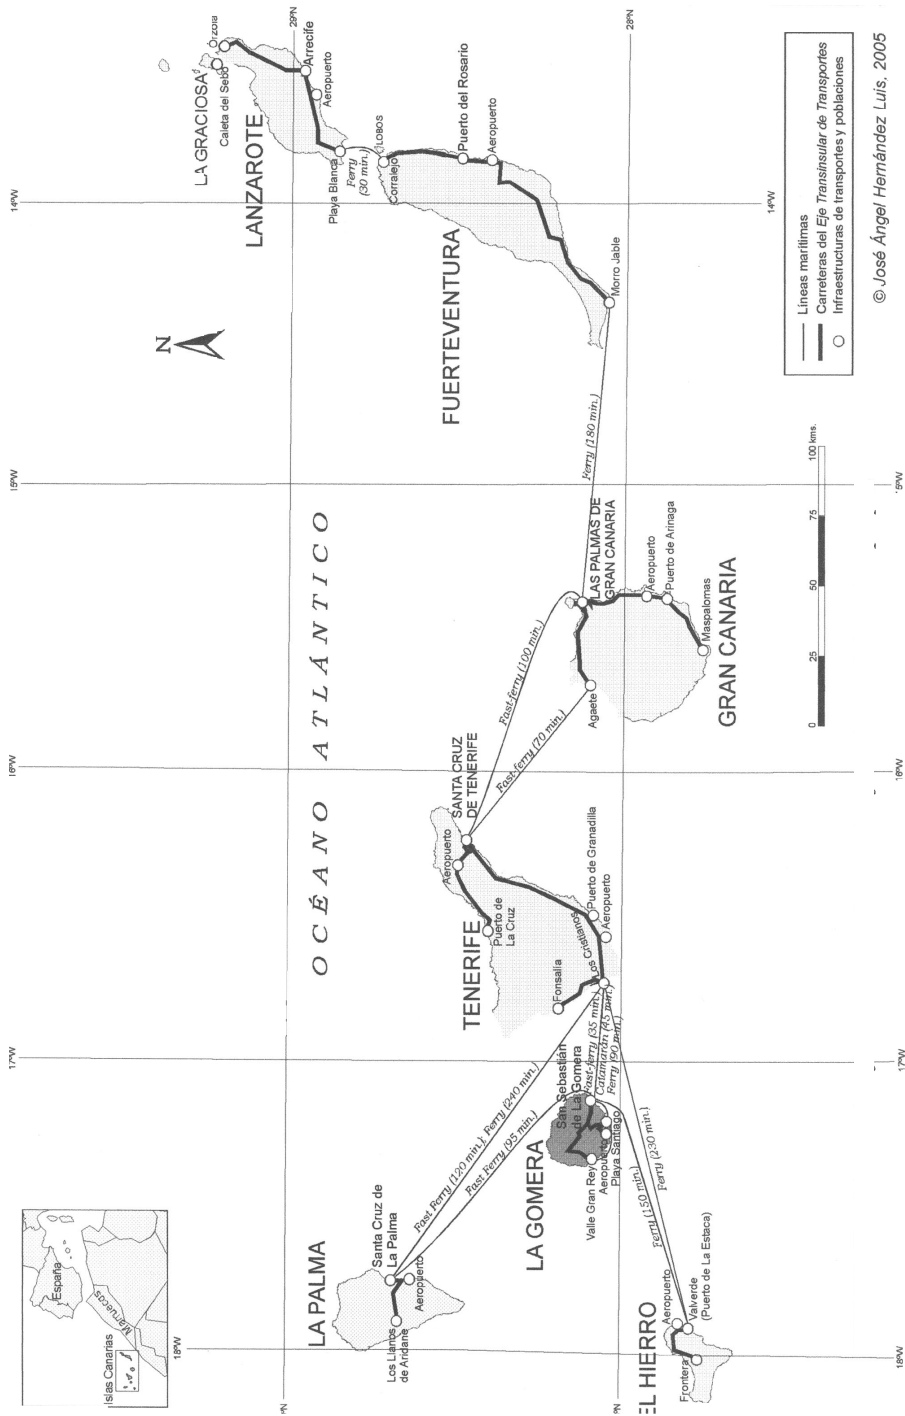 Orzola
LA GRACIOSA
Caleta del Sebo
29ºN
28ºN
LANZAROTE
Arrecife
Aeropuerto
Playa Blanca
Ferry
(30 min.)
LOBOS
Corralejo
Puerto del Rosario
Aeropuerto
14ºW
14ºW
FUERTEVENTURA
Morro Jable
N
Líneas marítimas
Carreteras del Eje Transinsular de Transportes
Infraestructuras de transportes y poblaciones
© José Ángel Hernández Luis, 2005
Ferry (180 min.)
15ºW
15ºW
0
25
50
75
100 kms.
OCÉANO ATLÁNTICO
LAS PALMAS DE
GRAN CANARIA
Aeropuerto
Puerto de Arinaga
Maspalomas
Agaete
GRAN CANARIA
Fast-ferry (100 min.)
Fast-ferry (70 min.)
16ºW
16ºW
SANTA CRUZ
DE TENERIFE
Aeropuerto
Puerto de
La Cruz
TENERIFE
Puerto de Granadilla
Aeropuerto
Los Cristianos
Fonsalía
17ºW
17ºW
Fast-ferry (35 min.)
Catamarán (45 min.)
Ferry (90 min.)
Fast Ferry (120 min.); Ferry (240 min.)
Fast Ferry (95 min.)
San Sebastián
de La Gomera
LA GOMERA
Valle Gran Rey
Aeropuerto
Playa Santiago
Ferry (150 min.)
Ferry (230 min.)
LA PALMA
Santa Cruz de
La Palma
Aeropuerto
Los Llanos
de Aridane
EL HIERRO
Aeropuerto
Valverde
(Puerto de La Estaca)
Frontera
18ºW
18ºW
ºN
ºN
España
Marruecos
Islas Canarias